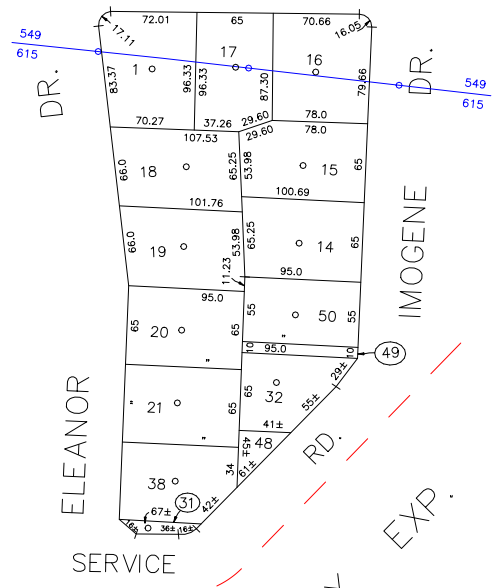 72.01 65 70.66
17.11 16.05
549
615
17
16
1
DR.
DR.
549
615
83.37 96.33 96.33 87.30 79.66
70.27 37.26 29.60 78.0
107.53 29.60 78.0
66.0 18 65.25 53.98 15 65
101.76 100.69
66.0 19 53.98 65.25 14 65
IMOGENE
11.23
95.0
95.0
65 20 65 55 50 55
"
"
10 95.0 10 49
29±
" 21 65 65 32 55±
"
41±
45± 48
ELEANOR
RD.
38 34 61±
31
67± 42±
16± 36± 16±
EXP.
SERVICE